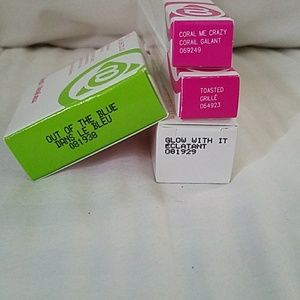 CORAL ME CRAZY
CORAIL GALANT
069249
TOASTED
GRILLÉ
064923
OUT OF THE BLUE
DANS LE BLEU
081938
GLOW WITH IT
ÉCLATANT
081929